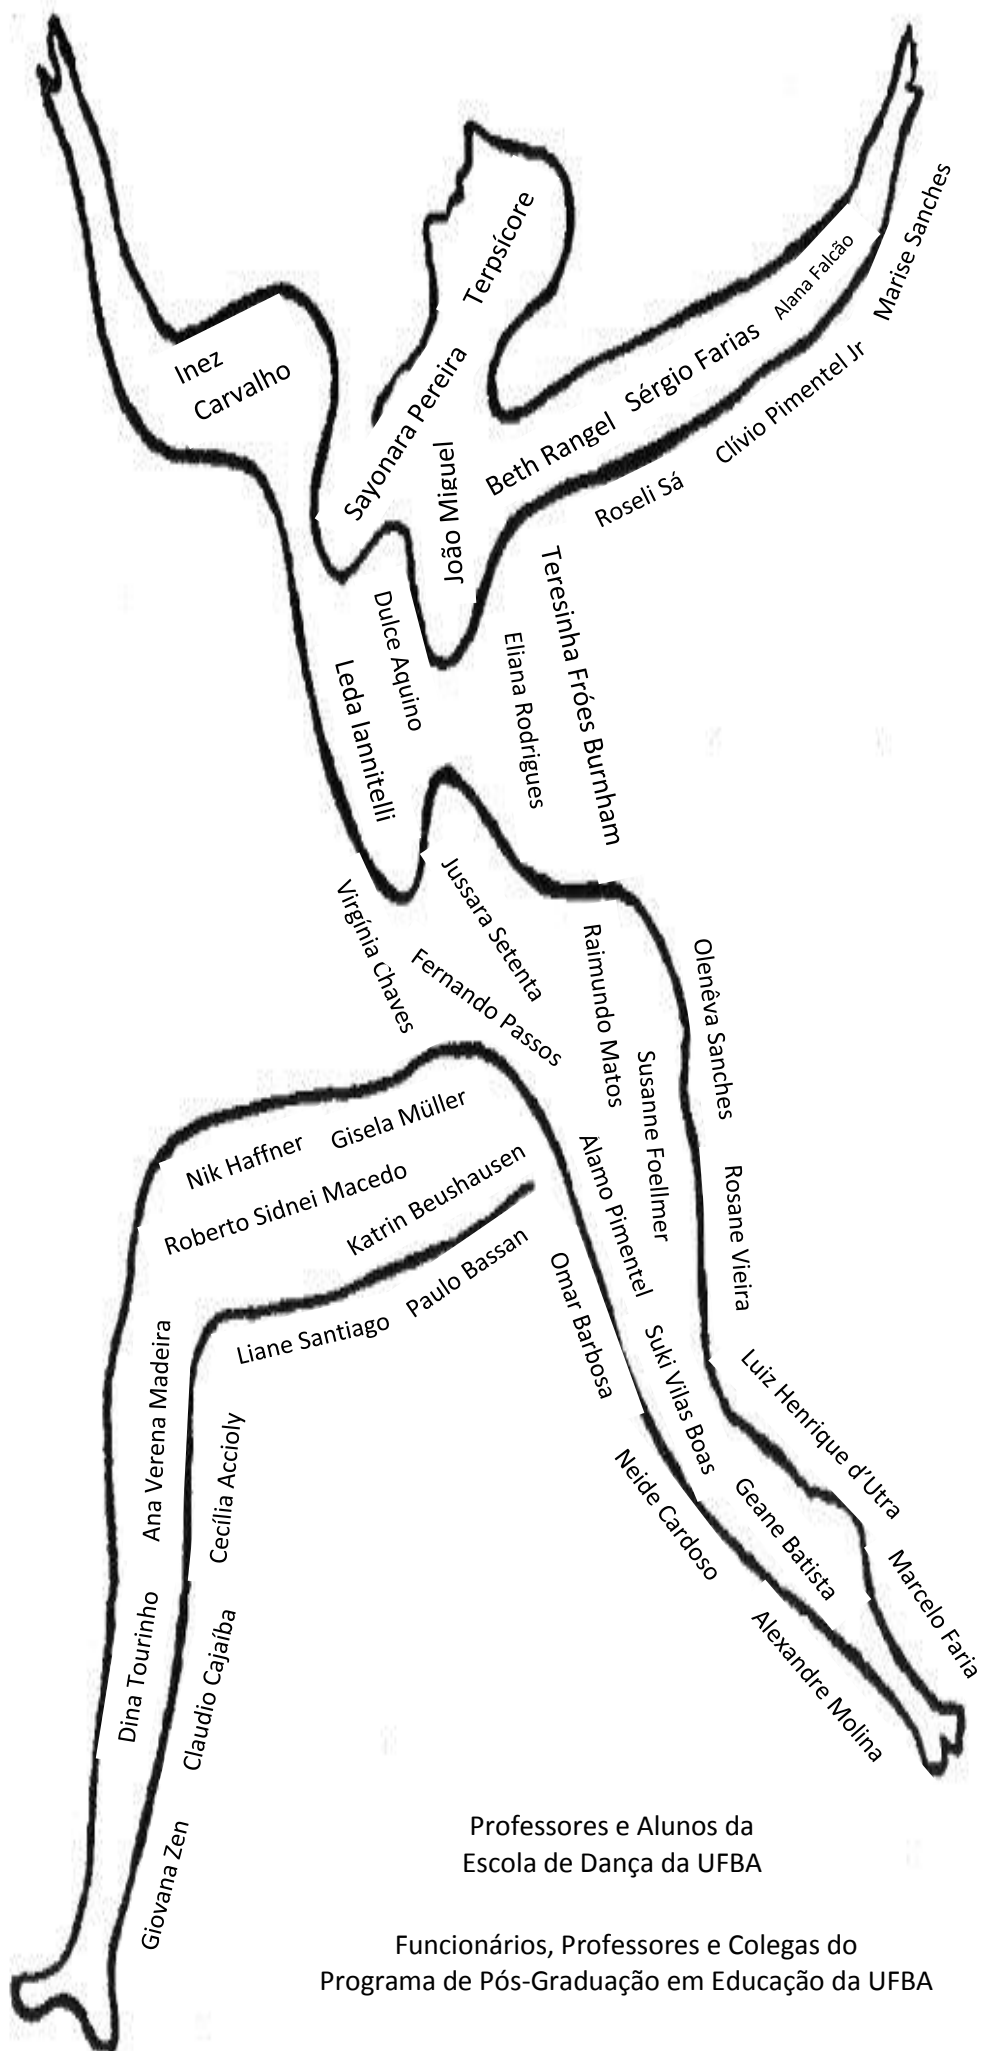 Terpsícore
Marise Sanches
Alana Falcão
Inez
Carvalho
Sayonara Pereira
Sérgio Farias
Clívio Pimentel Jr
João Miguel
Beth Rangel
Roseli Sá
Teresinha Fróes Burnham
Dulce Aquino
Eliana Rodrigues
Leda Iannitelli
Virgínia Chaves
Jussara Setenta
Fernando Passos
Raimundo Matos
Olenêva Sanches
Susanne Foellmer
Gisela Müller
Nik Haffner
Roberto Sidnei Macedo
Katrin Beushausen
Álamo Pimentel
Rosane Vieira
Paulo Bassan
Omar Barbosa
Liane Santiago
Suki Vilas Boas
Luiz Henrique d’Utra
Ana Verena Madeira
Cecília Accioly
Neide Cardoso
Geane Batista
Marcelo Faria
Dina Tourinho
Claudio Cajaíba
Alexandre Molina
Giovana Zen
Professores e Alunos da
Escola de Dança da UFBA
Funcionários, Professores e Colegas do
Programa de Pós-Graduação em Educação da UFBA